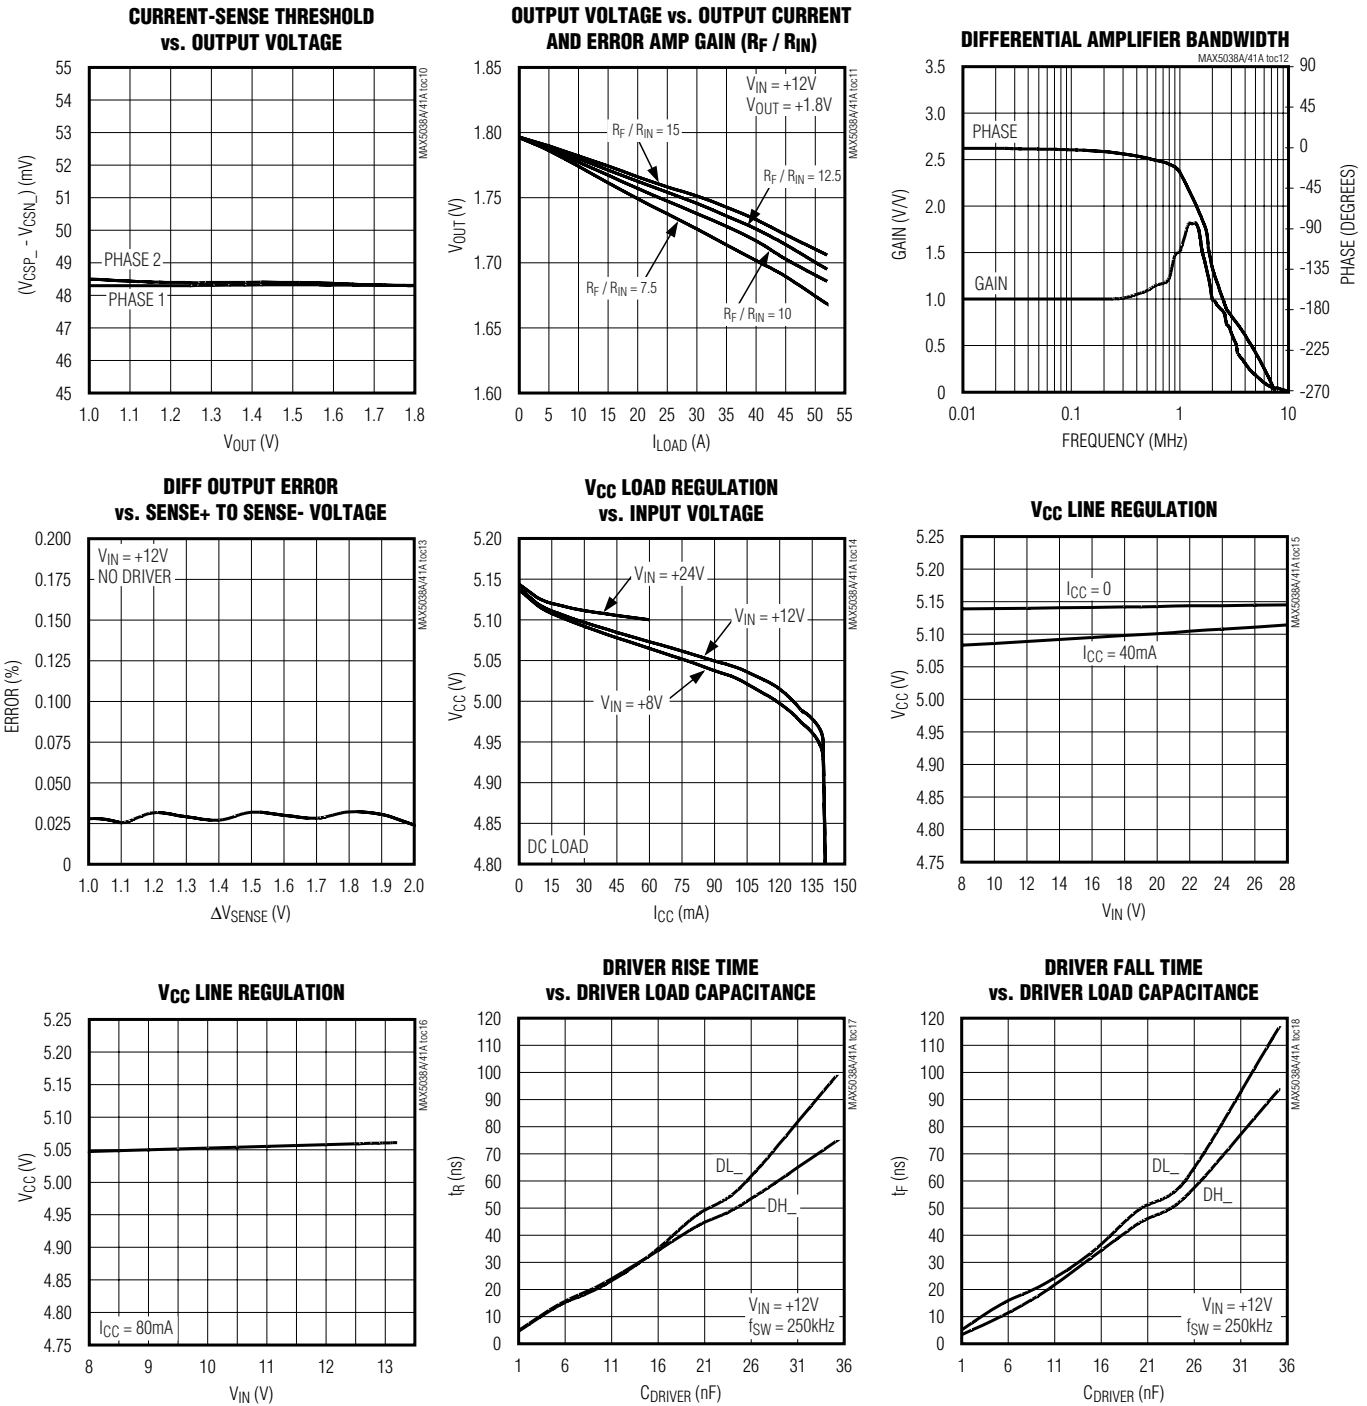 CURRENT-SENSE THRESHOLD
vs. OUTPUT VOLTAGE
MAX5038A/41A toc10
55
54
53
52
51
50
49
48
47
46
45
(VCSP_ - VCSN_) (mV)
PHASE 2
PHASE 1
1.0 1.1 1.2 1.3 1.4 1.5 1.6 1.7 1.8
VOUT (V)
OUTPUT VOLTAGE vs. OUTPUT CURRENT
AND ERROR AMP GAIN (RF / RIN)
MAX5038A/41A toc11
1.85
1.80
1.75
1.70
1.65
1.60
VOUT (V)
VIN = +12V
VOUT = +1.8V
RF / RIN = 15
RF / RIN = 12.5
RF / RIN = 7.5
RF / RIN = 10
0 5 10 15 20 25 30 35 40 45 50 55
ILOAD (A)
DIFFERENTIAL AMPLIFIER BANDWIDTH
MAX5038A/41A toc12
3.5
3.0
2.5
2.0
1.5
1.0
0.5
0
GAIN (V/V)
PHASE
GAIN
90
45
0
-45
-90
-135
-180
-225
-270
PHASE (DEGREES)
0.01 0.1 1 10
FREQUENCY (MHz)
DIFF OUTPUT ERROR
vs. SENSE+ TO SENSE- VOLTAGE
MAX5038A/41A toc13
0.200
0.175
0.150
0.125
0.100
0.075
0.050
0.025
0
ERROR (%)
VIN = +12V
NO DRIVER
1.0 1.1 1.2 1.3 1.4 1.5 1.6 1.7 1.8 1.9 2.0
ΔVSENSE (V)
VCC LOAD REGULATION
vs. INPUT VOLTAGE
MAX5038A/41A toc14
5.20
5.15
5.10
5.05
5.00
4.95
4.90
4.85
4.80
VCC (V)
VIN = +24V
VIN = +12V
VIN = +8V
DC LOAD
0 15 30 45 60 75 90 105 120 135 150
ICC (mA)
VCC LINE REGULATION
MAX5038A/41A toc15
5.25
5.20
5.15
5.10
5.05
5.00
4.95
4.90
4.85
4.80
4.75
VCC (V)
ICC = 0
ICC = 40mA
8 10 12 14 16 18 20 22 24 26 28
VIN (V)
VCC LINE REGULATION
MAX5038A/41A toc16
5.25
5.20
5.15
5.10
5.05
5.00
4.95
4.90
4.85
4.80
4.75
VCC (V)
ICC = 80mA
8 9 10 11 12 13
VIN (V)
DRIVER RISE TIME
vs. DRIVER LOAD CAPACITANCE
MAX5038A/41A toc17
120
110
100
90
80
70
60
50
40
30
20
10
0
tR (ns)
DL_
DH_
VIN = +12V
fSW = 250kHz
1 6 11 16 21 26 31 36
CDRIVER (nF)
DRIVER FALL TIME
vs. DRIVER LOAD CAPACITANCE
MAX5038A/41A toc18
120
110
100
90
80
70
60
50
40
30
20
10
0
tF (ns)
DL_
DH_
VIN = +12V
fSW = 250kHz
1 6 11 16 21 26 31 36
CDRIVER (nF)